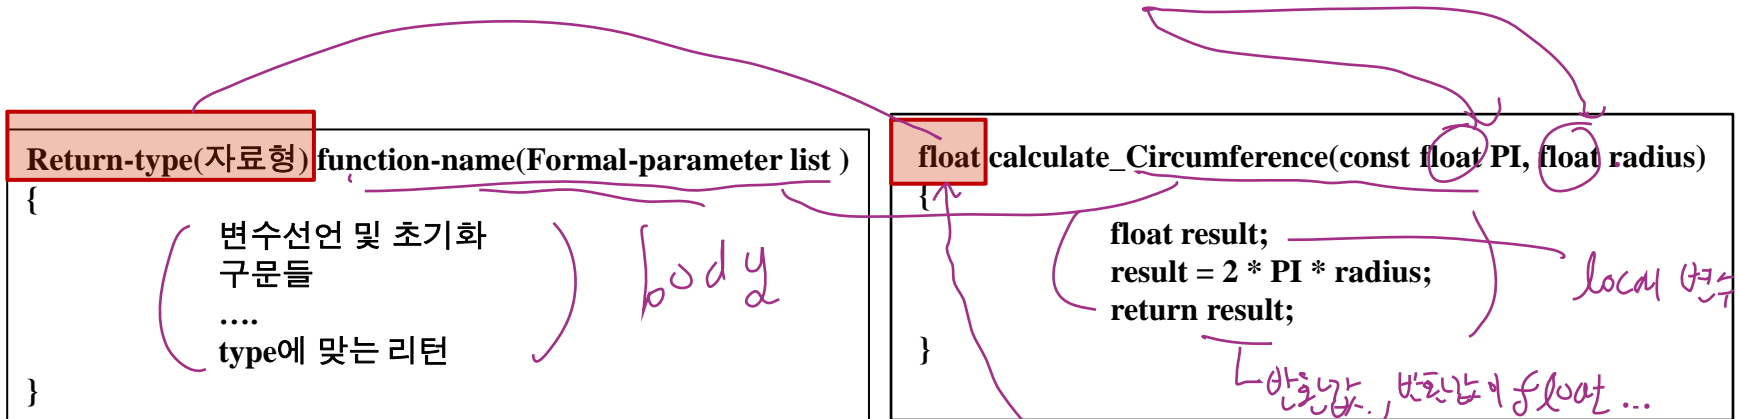 Return-type(자료형) function-name(Formal-parameter list )
{
변수선언 및 초기화
구문들
....
type에 맞는 리턴
}
body
float calculate_Circumference(const float PI, float radius)
{
float result;
result = 2 * PI * radius;
return result;
}
local 변수
반환값, 반환값이 float ...